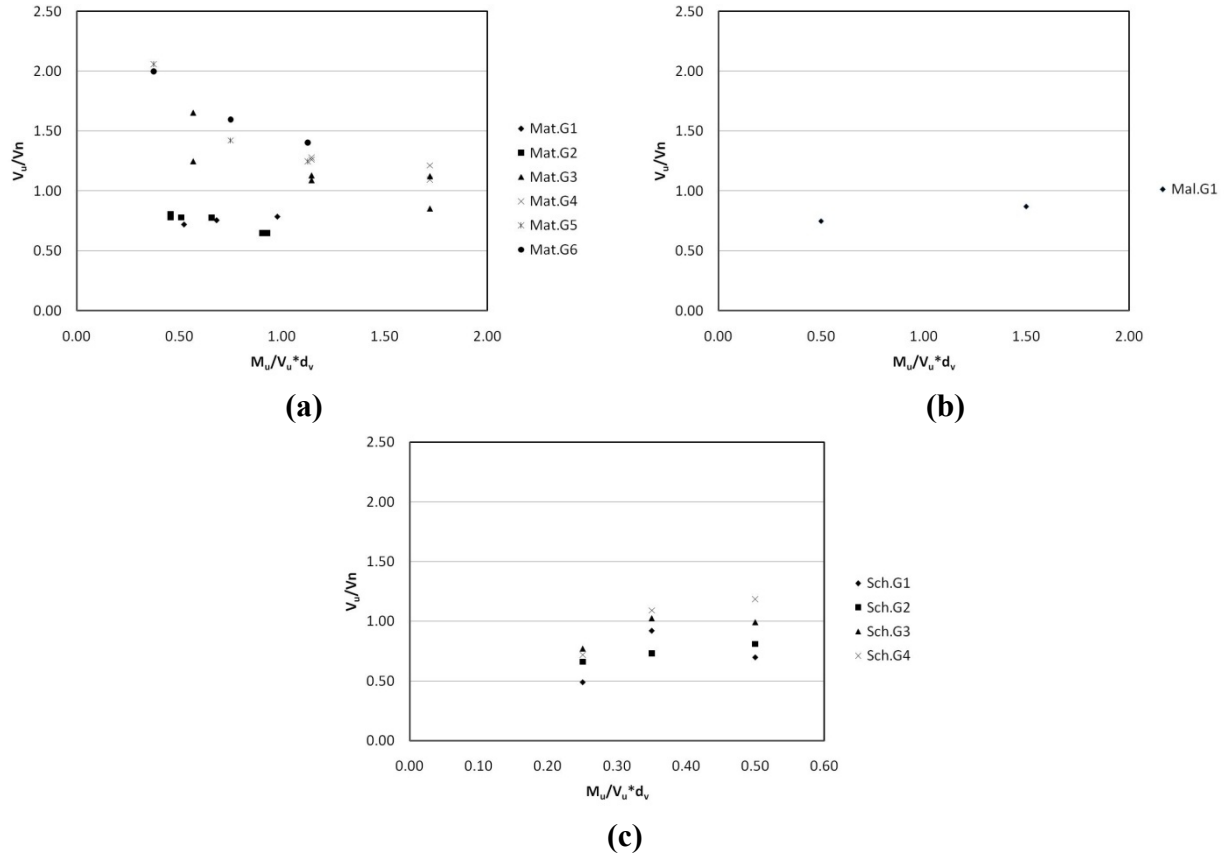 2.50
2.00
1.50
1.00
0.50
0.00
Vu/Vn
0.00 0.50 1.00 1.50 2.00
Mu/Vu*dv
Mat.G1
Mat.G2
Mat.G3
Mat.G4
Mat.G5
Mat.G6
(a)
2.50
2.00
1.50
1.00
0.50
0.00
Vu/Vn
0.00 0.50 1.00 1.50 2.00
Mu/Vu*dv
Mal.G1
(b)
2.50
2.00
1.50
1.00
0.50
0.00
Vu/Vn
0.00 0.10 0.20 0.30 0.40 0.50 0.60
Mu/Vu*dv
Sch.G1
Sch.G2
Sch.G3
Sch.G4
(c)